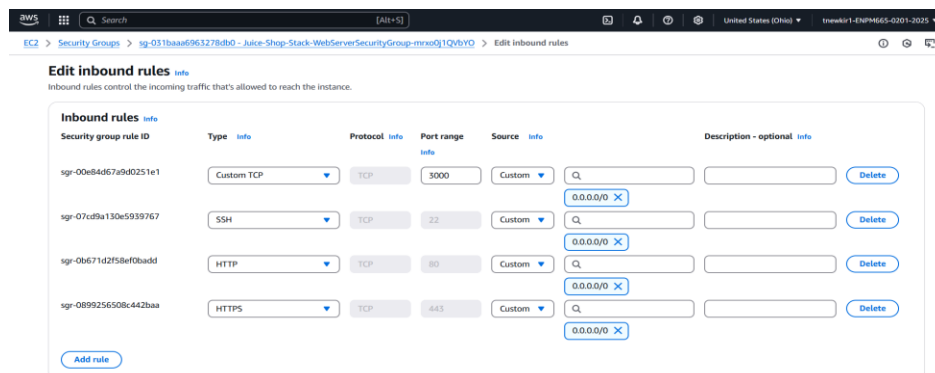 aws Search [Alt+S] United States (Ohio) tnewkir1-ENPM665-0201-2025
EC2 > Security Groups > sg-031baaa6963278db0 - Juice-Shop-Stack-WebServerSecurityGroup-mrxo0j1QVbYO > Edit inbound rules
Edit inbound rules Info
Inbound rules control the incoming traffic that's allowed to reach the instance.
Inbound rules Info
Security group rule ID Type Info Protocol Info Port range Info Source Info Description - optional Info
sgr-00e84d67a9d0251e1 Custom TCP TCP 3000 Custom Delete
0.0.0.0/0
sgr-07cd9a130e5939767 SSH TCP 22 Custom Delete
0.0.0.0/0
sgr-0b671d2f58ef0badd HTTP TCP 80 Custom Delete
0.0.0.0/0
sgr-0899256508c442baa HTTPS TCP 443 Custom Delete
0.0.0.0/0
Add rule